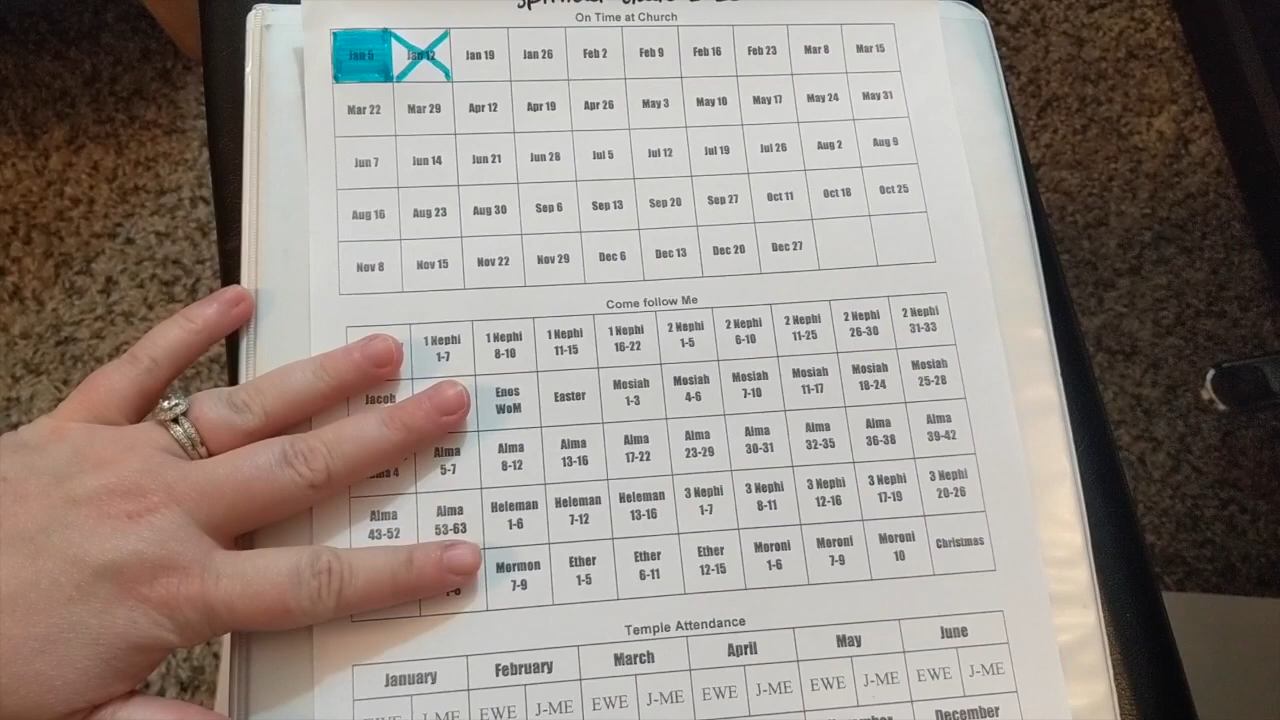 On Time at Church
Jan 5 Jan 12 Jan 19 Jan 26 Feb 2 Feb 9 Feb 16 Feb 23 Mar 8 Mar 15
Mar 22 Mar 29 Apr 12 Apr 19 Apr 26 May 3 May 10 May 17 May 24 May 31
Jun 7 Jun 14 Jun 21 Jun 28 Jul 5 Jul 12 Jul 19 Jul 26 Aug 2 Aug 9
Aug 16 Aug 23 Aug 30 Sep 6 Sep 13 Sep 20 Sep 27 Oct 11 Oct 18 Oct 25
Nov 8 Nov 15 Nov 22 Nov 29 Dec 6 Dec 13 Dec 20 Dec 27
Come follow Me
1 Nephi 1 Nephi 1 Nephi 1 Nephi 2 Nephi 2 Nephi 2 Nephi 2 Nephi 2 Nephi
1-7 8-10 11-15 16-22 1-5 6-10 11-25 26-30 31-33
Jacob Enos Easter Mosiah Mosiah Mosiah Mosiah Mosiah Mosiah
WoM 1-3 4-6 7-10 11-17 18-24 25-28
Alma Alma Alma Alma Alma Alma Alma Alma Alma
4 5-7 8-12 13-16 17-22 23-29 30-31 32-35 36-38 39-42
Alma Alma Heleman Heleman Heleman 3 Nephi 3 Nephi 3 Nephi 3 Nephi 3 Nephi
43-52 53-63 1-6 7-12 13-16 1-7 8-11 12-16 17-19 20-26
Mormon Ether Ether Ether Moroni Moroni Moroni Christmas
7-9 1-5 6-11 12-15 1-6 7-9 10
Temple Attendance
January February March April May June
EWE J-ME EWE J-ME EWE J-ME EWE J-ME EWE J-ME EWE J-ME
December